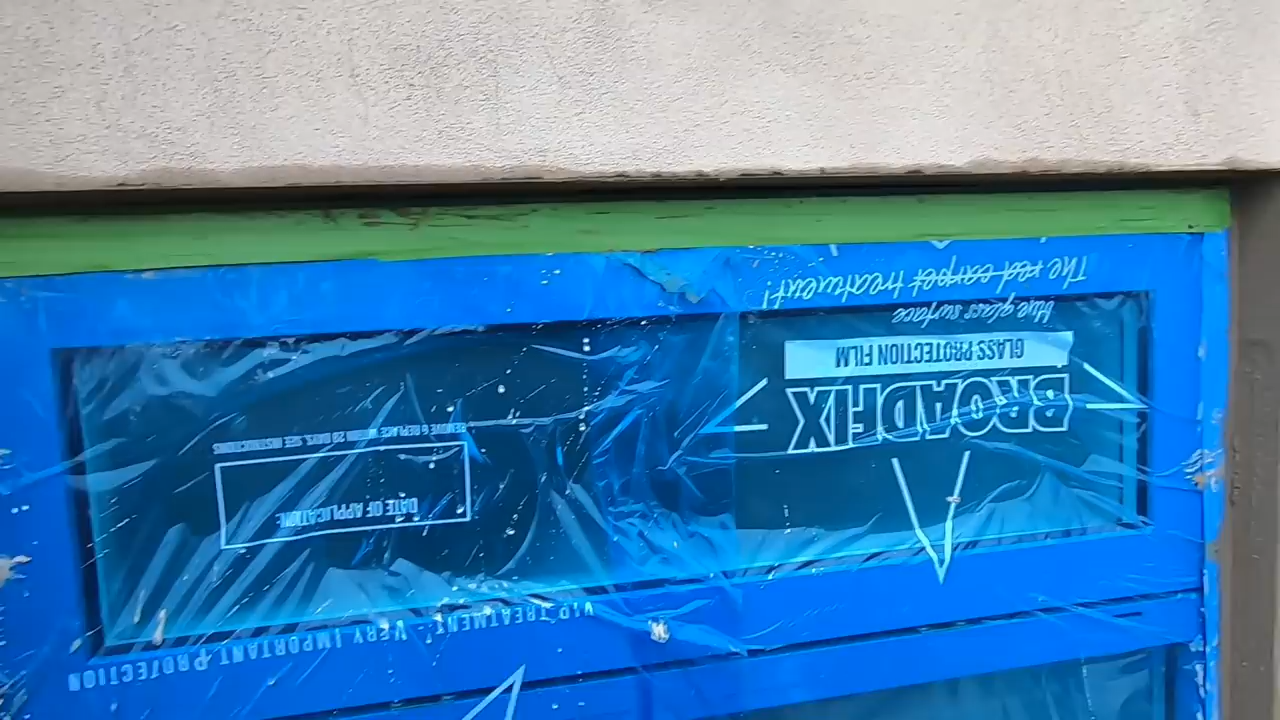 VIP TREATMENT - VERY IMPORTANT PROTECTION
BROADFIX
GLASS PROTECTION FILM
blue glass surface
The red carpet treatment!
DATE OF APPLICATION:
REMOVE & REPLACE WITHIN 28 DAYS. SEE INSTRUCTIONS